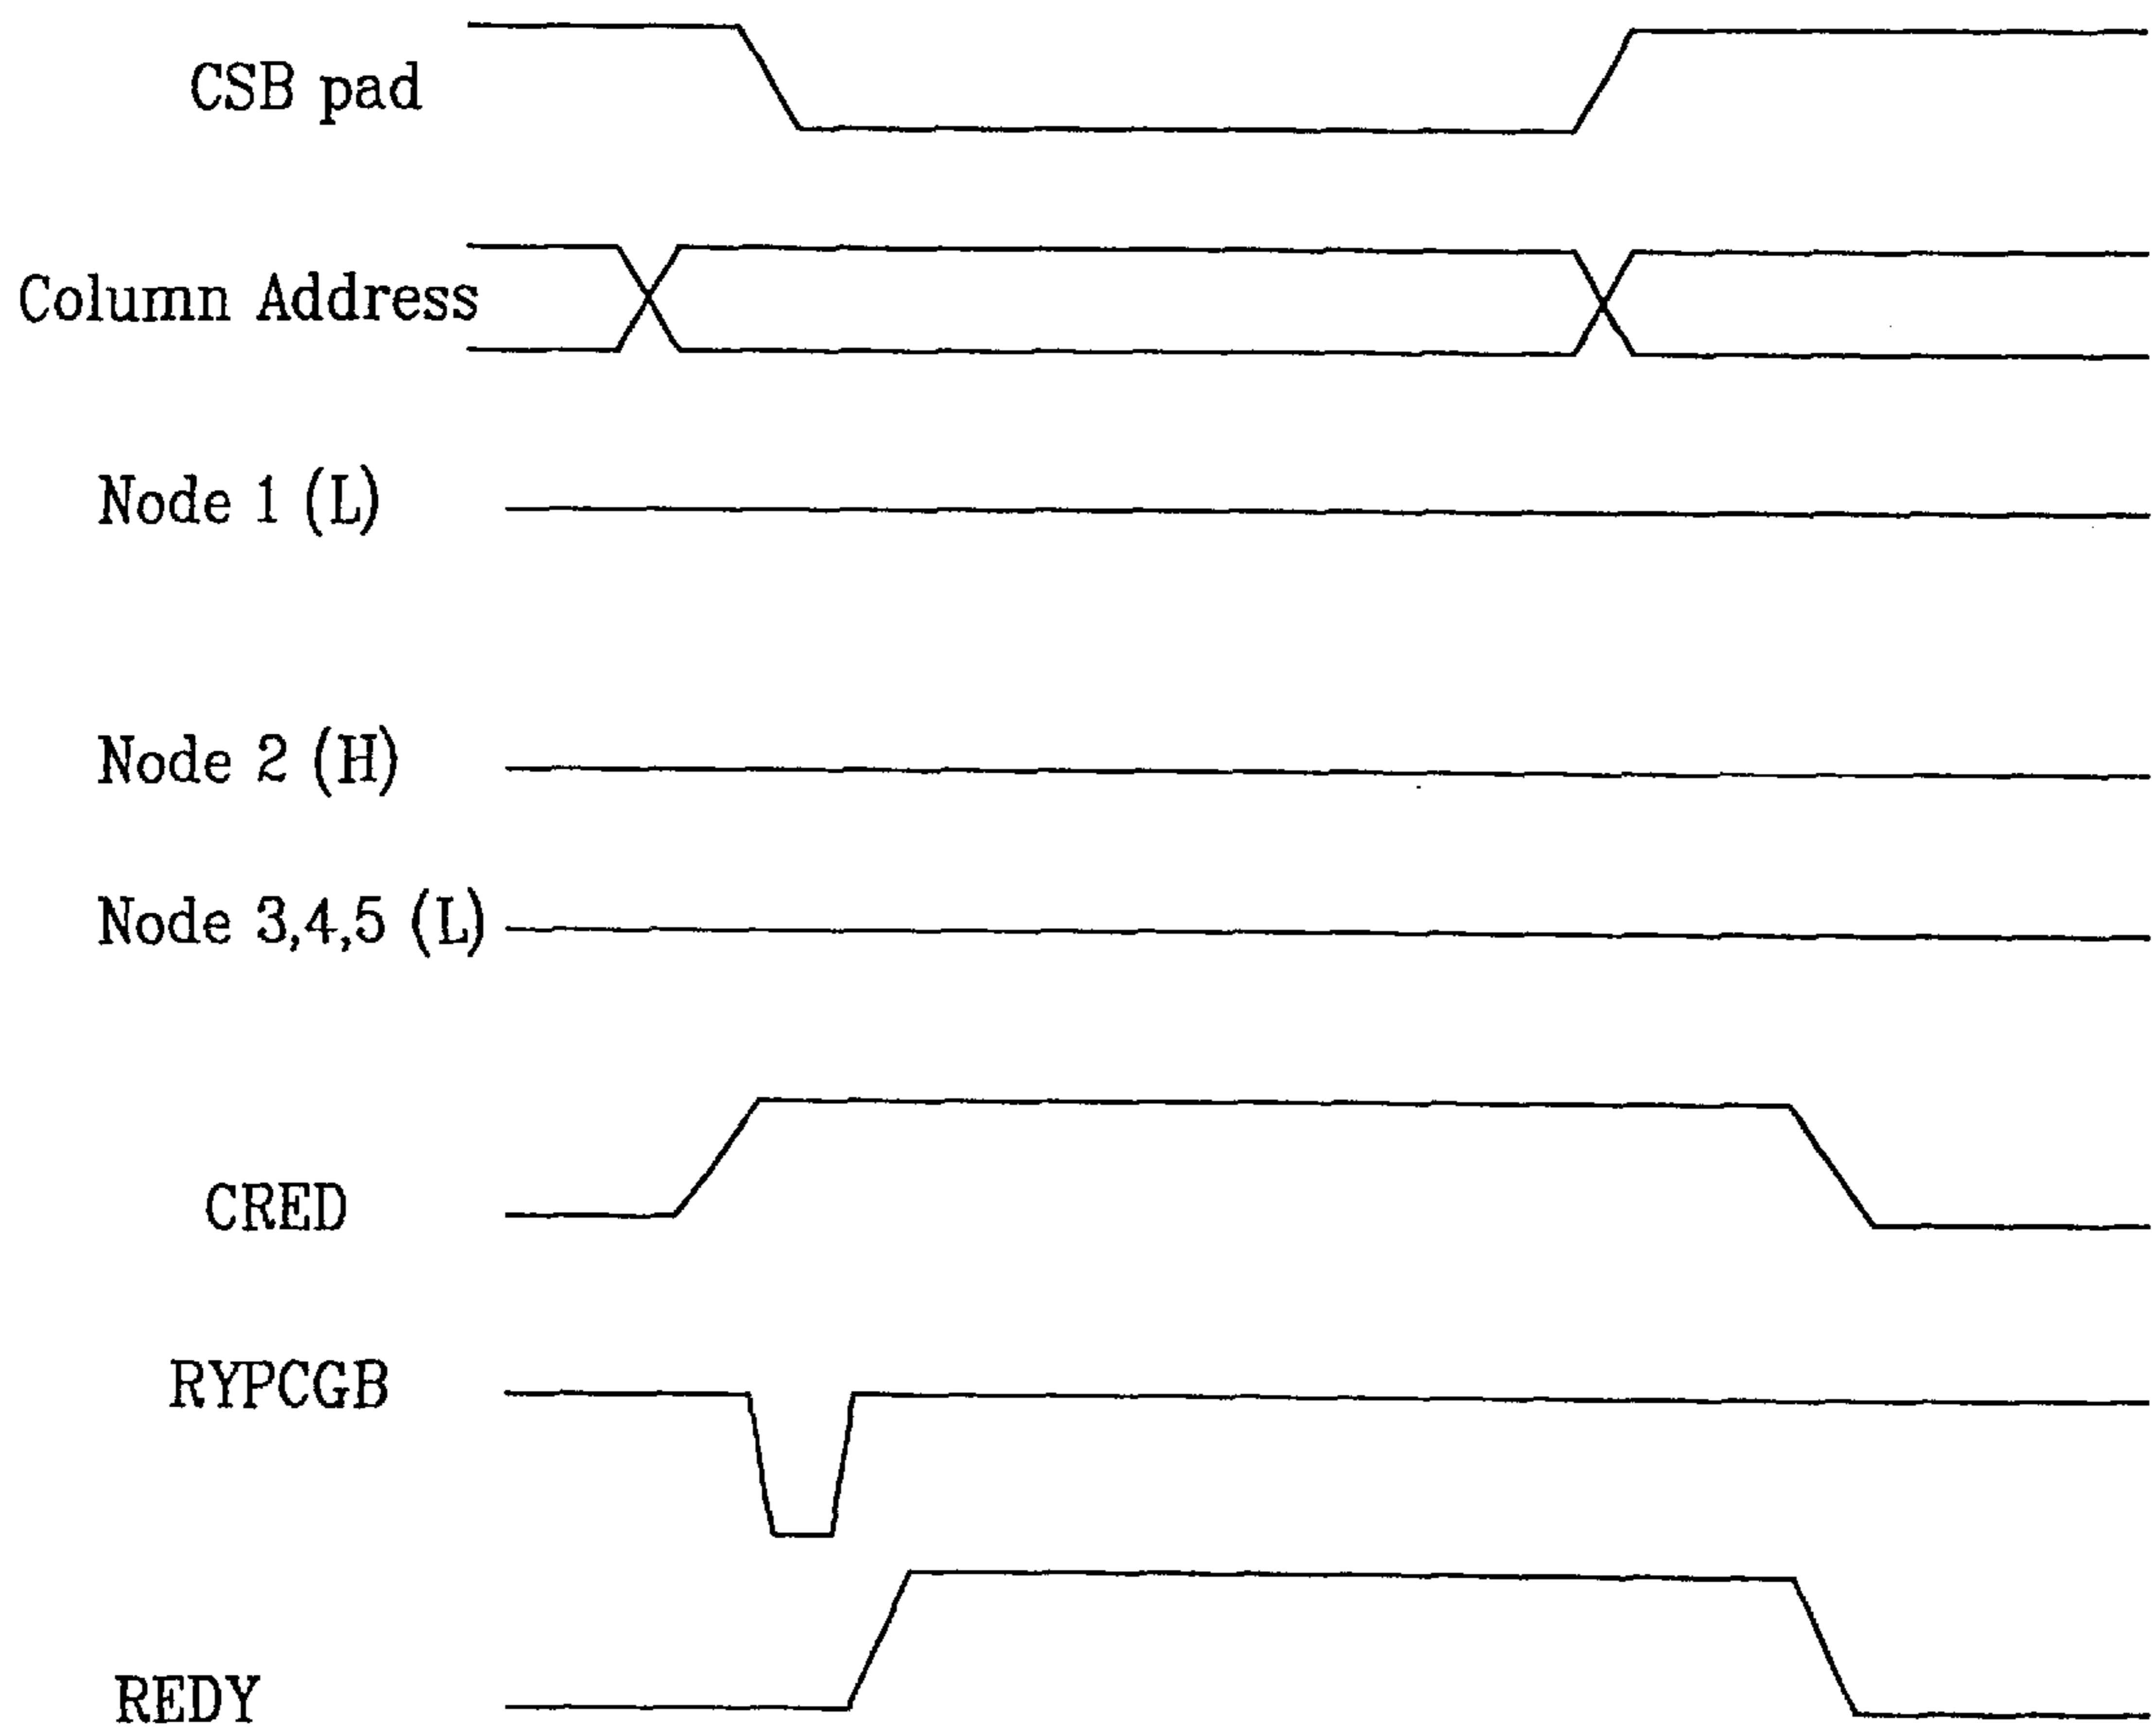 CSB pad
Column Address
Node 1 (L)
Node 2 (H)
Node 3,4,5 (L)
CRED
RYPCGB
REDY